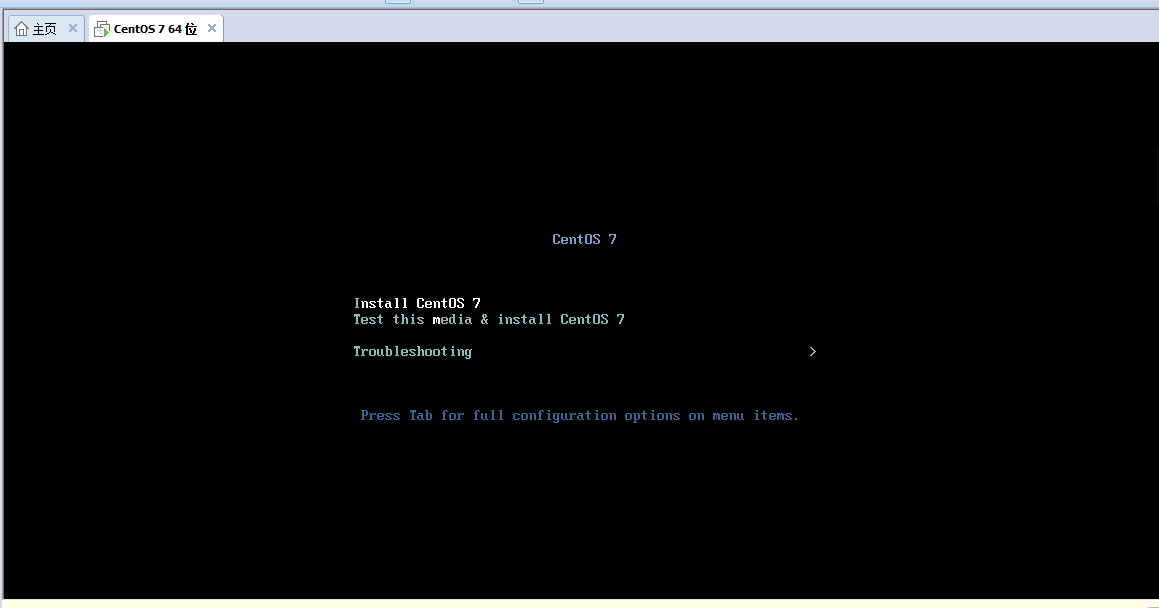 主页
CentOS 7 64 位
CentOS 7
Install CentOS 7
Test this media & install CentOS 7
Troubleshooting >
Press Tab for full configuration options on menu items.